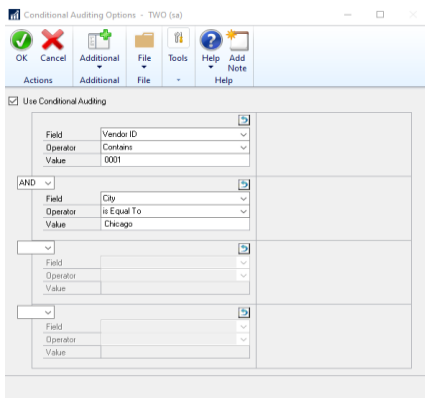 Conditional Auditing Options - TWO (sa)
OK Cancel Additional File Tools Help Add Note
Actions Additional File Help
Use Conditional Auditing
Field Vendor ID
Operator Contains
Value 0001
AND
Field City
Operator is Equal To
Value Chicago
Field
Operator
Value
Field
Operator
Value